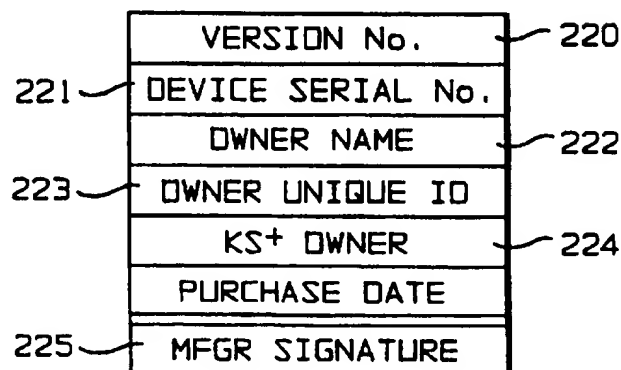 VERSION No. 220
221 DEVICE SERIAL No.
OWNER NAME 222
223 OWNER UNIQUE ID
KS+ OWNER 224
PURCHASE DATE
225 MFGR SIGNATURE